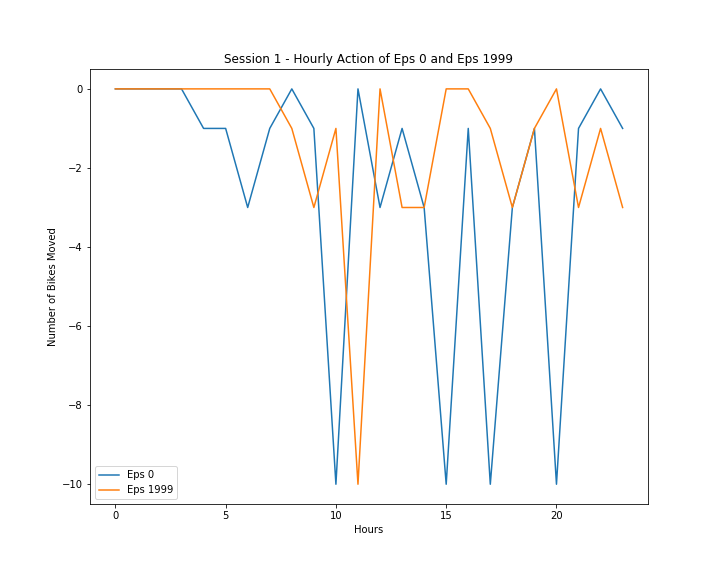 Session 1 - Hourly Action of Eps 0 and Eps 1999
0
−2
−4
−6
−8
−10
Number of Bikes Moved
Eps 0
Eps 1999
0 5 10 15 20
Hours